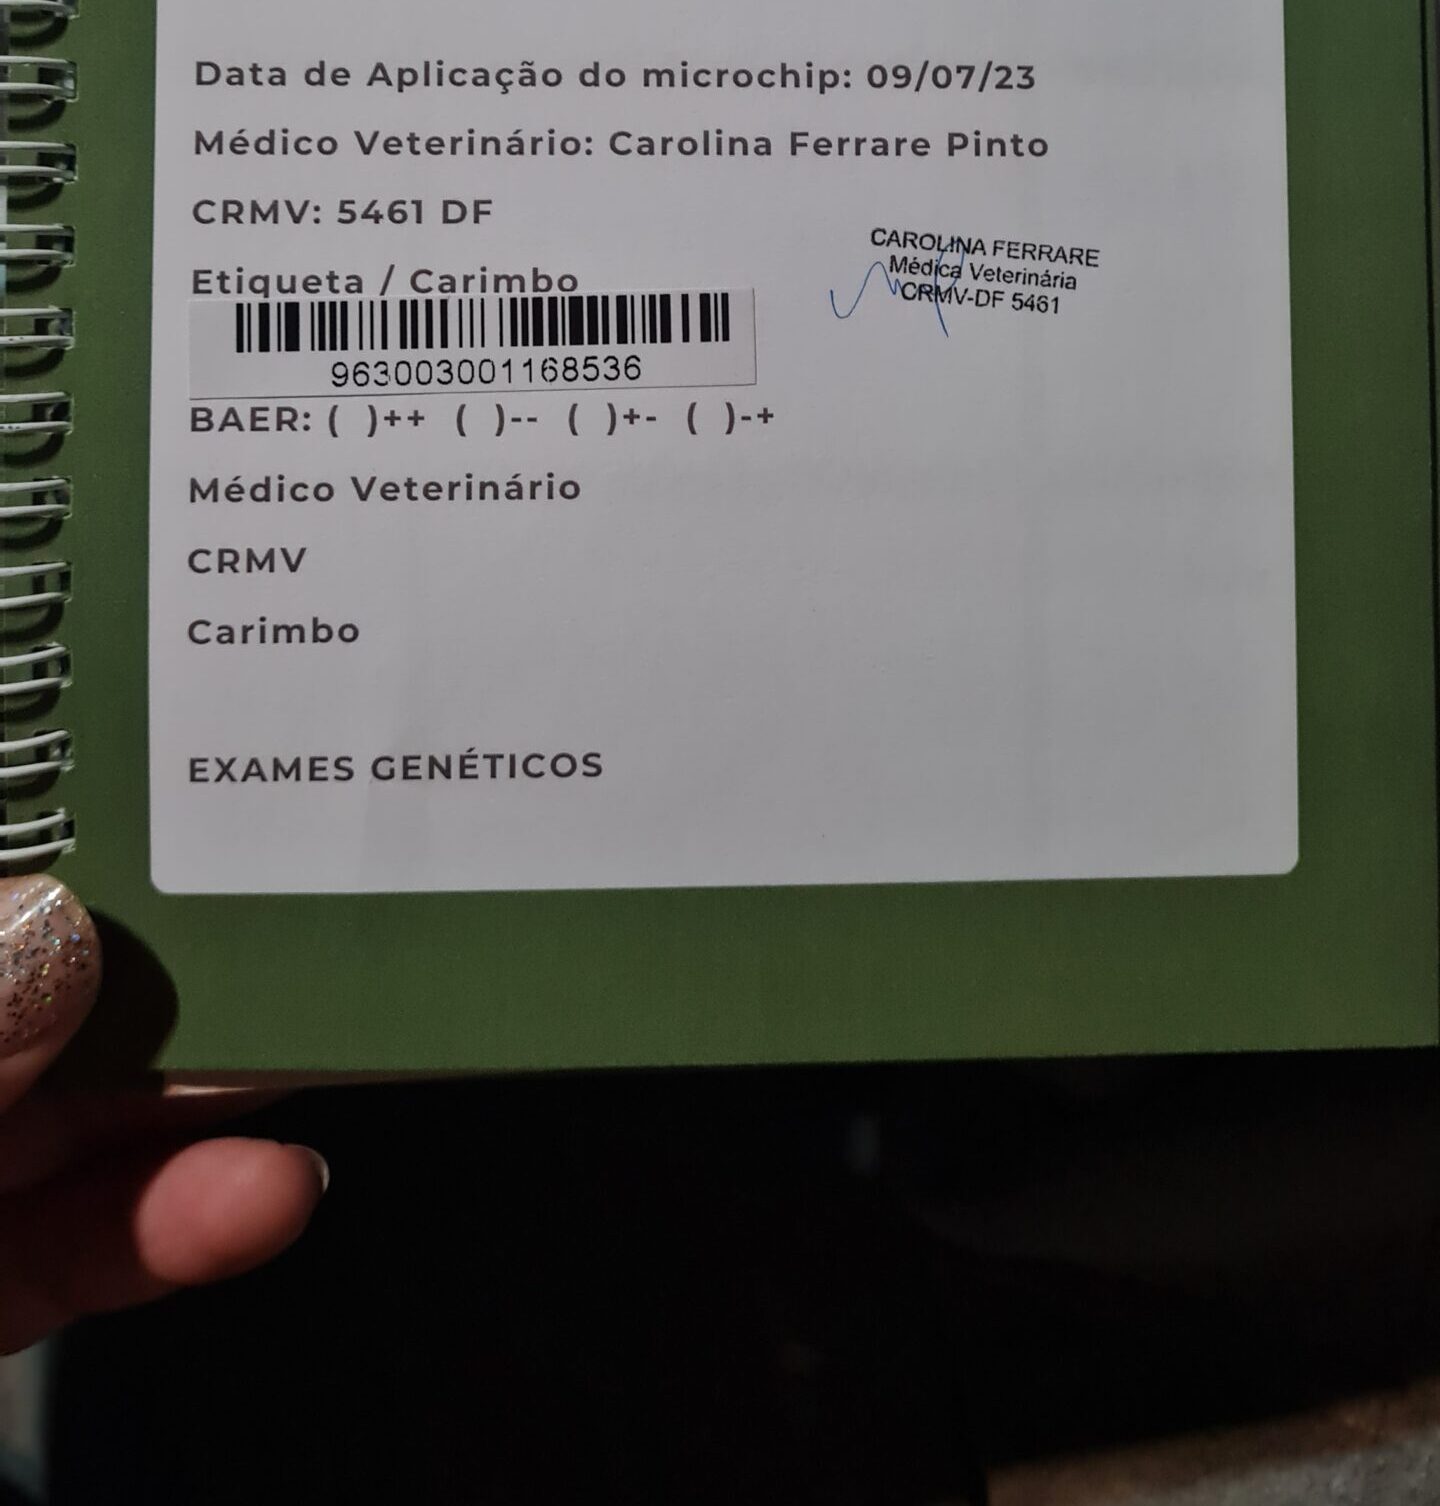 Data de Aplicação do microchip: 09/07/23
Médico Veterinário: Carolina Ferrare Pinto
CRMV: 5461 DF
CAROLINA FERRARE
Médica Veterinária
CRMV-DF 5461
Etiqueta / Carimbo
963003001168536
BAER: ( )++ ( )-- ( )+- ( )-+
Médico Veterinário
CRMV
Carimbo
EXAMES GENÉTICOS